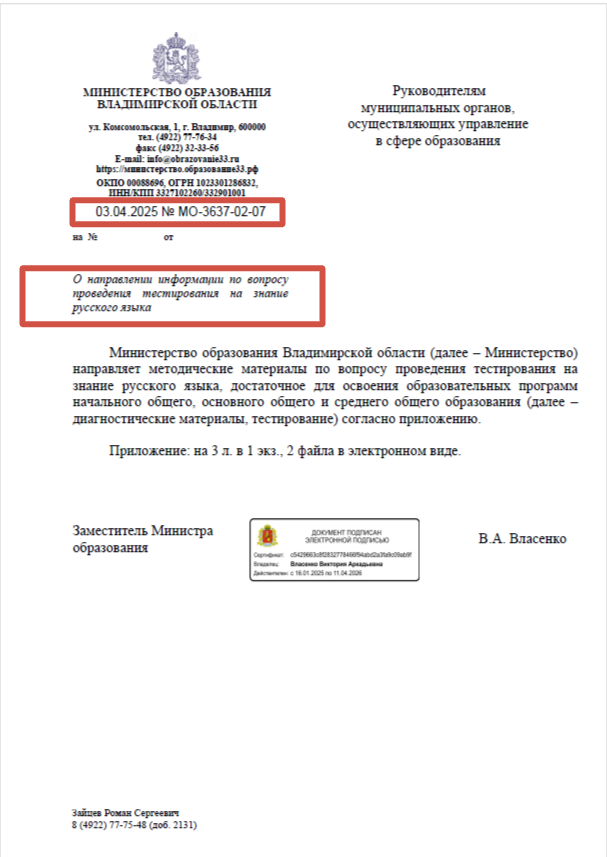 МИНИСТЕРСТВО ОБРАЗОВАНИЯ
ВЛАДИМИРСКОЙ ОБЛАСТИ
ул. Комсомольская, 1, г. Владимир, 600000
тел. (4922) 77-76-34
факс (4922) 32-33-56
E-mail: info@obrazovanie33.ru
https://министерство.образование33.рф
ОКПО 00088696, ОГРН 1023301286832,
ИНН/КПП 3327102260/332901001
03.04.2025 № МО-3637-02-07
на № от
Руководителям
муниципальных органов,
осуществляющих управление
в сфере образования
О направлении информации по вопросу
проведения тестирования на знание
русского языка
Министерство образования Владимирской области (далее – Министерство)
направляет методические материалы по вопросу проведения тестирования на
знание русского языка, достаточное для освоения образовательных программ
начального общего, основного общего и среднего общего образования (далее –
диагностические материалы, тестирование) согласно приложению.
Приложение: на 3 л. в 1 экз., 2 файла в электронном виде.
Заместитель Министра
образования
ДОКУМЕНТ ПОДПИСАН
ЭЛЕКТРОННОЙ ПОДПИСЬЮ
Сертификат:
Владелец: Власенко Виктория Аркадьевна
Действителен: с 16.01.2025 по 11.04.2026
В.А. Власенко
Зайцев Роман Сергеевич
8 (4922) 77-75-48 (доб. 2131)